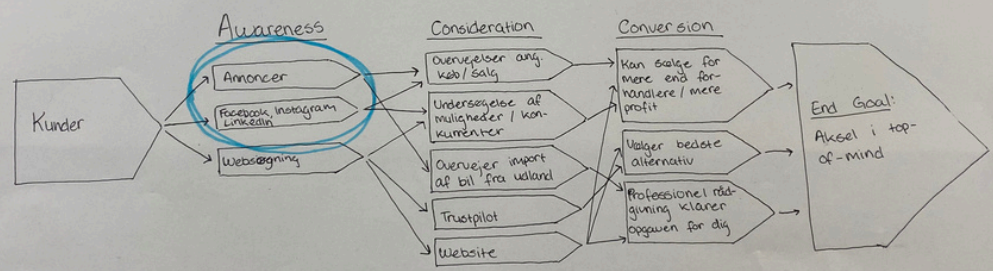 Awareness
Consideration
Conversion
Kunder
Annoncer
Facebook, Instagram
LinkedIn
Websøgning
Overvejelser ang.
køb/salg
Undersøgelse af
muligheder / kon-
kurrenter
Overvejer import
af bil fra udland
Trustpilot
Website
Kan sælge for
mere end for-
handlere / mere
profit
Vælger bedste
alternativ
Professionel råd-
givning klarer
opgaven for dig
End Goal:
Aksel i top-
of-mind